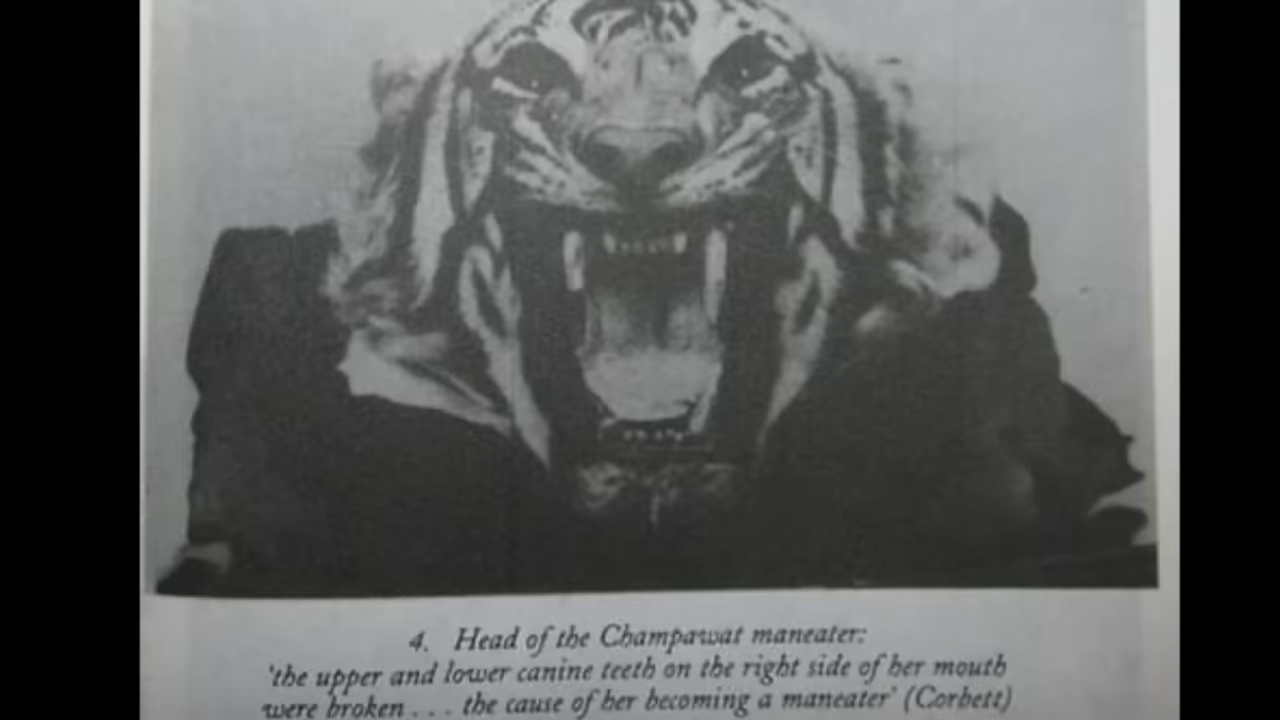 4. Head of the Champawat maneater:
'the upper and lower canine teeth on the right side of her mouth
were broken . . . the cause of her becoming a maneater' (Corbett)